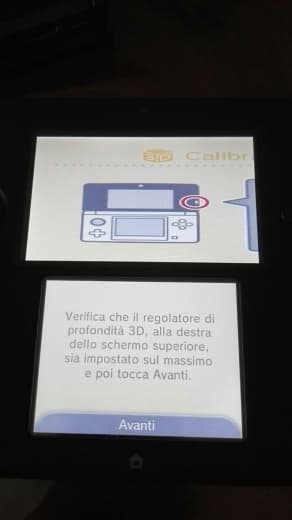 3D Calibr
Verifica che il regolatore di
profondità 3D, alla destra
dello schermo superiore,
sia impostato sul massimo
e poi tocca Avanti.
Avanti